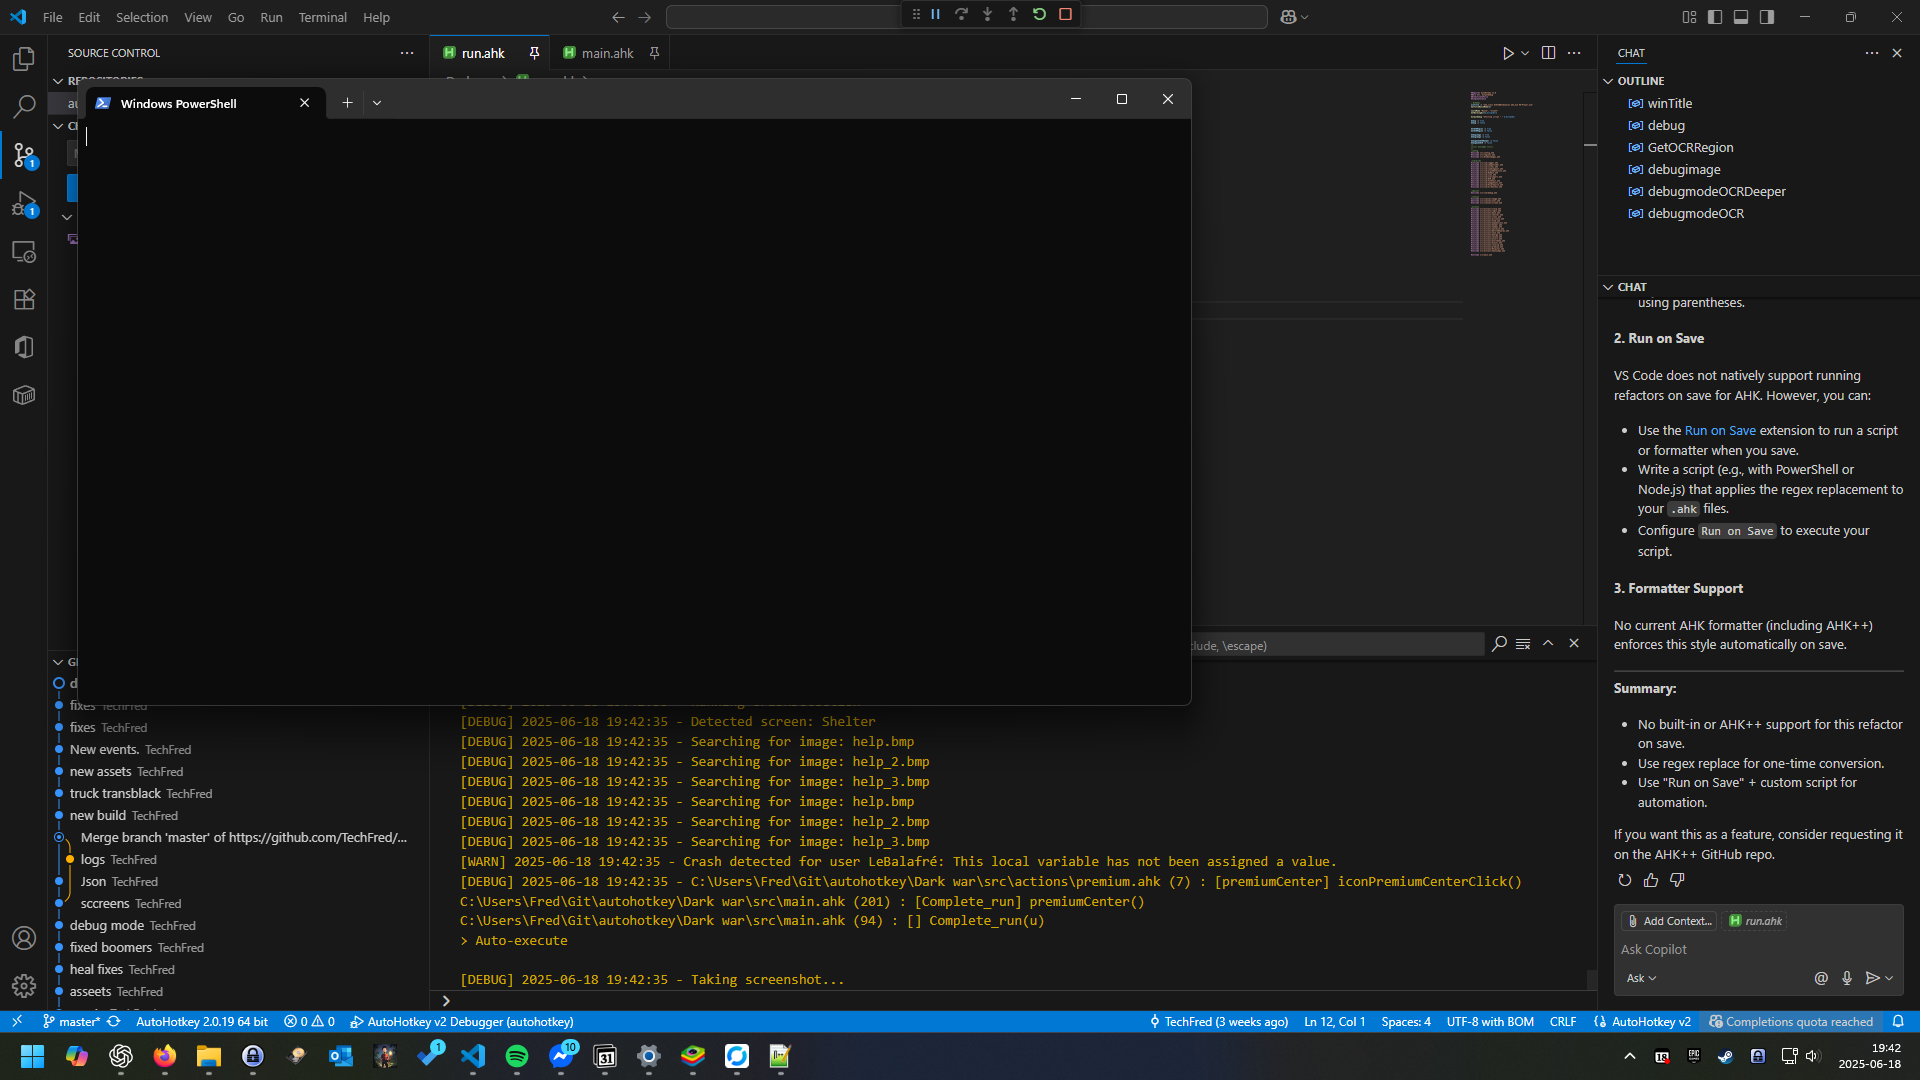 File Edit Selection View Go Run Terminal Help
SOURCE CONTROL
run.ahk
main.ahk
CHAT
OUTLINE
winTitle
debug
GetOCRRegion
debugimage
debugmodeOCRDeeper
debugmodeOCR
Windows PowerShell
1
1
CHAT
using parentheses.
2. Run on Save
VS Code does not natively support running
refactors on save for AHK. However, you can:
Use the Run on Save extension to run a script
or formatter when you save.
Write a script (e.g., with PowerShell or
Node.js) that applies the regex replacement to
your .ahk files.
Configure Run on Save to execute your
script.
3. Formatter Support
No current AHK formatter (including AHK++)
enforces this style automatically on save.
Summary:
No built-in or AHK++ support for this refactor
on save.
Use regex replace for one-time conversion.
Use "Run on Save" + custom script for
automation.
If you want this as a feature, consider requesting it
on the AHK++ GitHub repo.
Add Context...
run.ahk
Ask Copilot
Ask
\escape)
fixes TechFred
fixes TechFred
New events. TechFred
new assets TechFred
truck transblack TechFred
new build TechFred
Merge branch 'master' of https://github.com/TechFred/...
logs TechFred
Json TechFred
sccreens TechFred
debug mode TechFred
fixed boomers TechFred
heal fixes TechFred
asseets TechFred
[DEBUG] 2025-06-18 19:42:35 - Detected screen: Shelter
[DEBUG] 2025-06-18 19:42:35 - Searching for image: help.bmp
[DEBUG] 2025-06-18 19:42:35 - Searching for image: help_2.bmp
[DEBUG] 2025-06-18 19:42:35 - Searching for image: help_3.bmp
[DEBUG] 2025-06-18 19:42:35 - Searching for image: help.bmp
[DEBUG] 2025-06-18 19:42:35 - Searching for image: help_2.bmp
[DEBUG] 2025-06-18 19:42:35 - Searching for image: help_3.bmp
[WARN] 2025-06-18 19:42:35 - Crash detected for user LeBalafré: This local variable has not been assigned a value.
[DEBUG] 2025-06-18 19:42:35 - C:\Users\Fred\Git\autohotkey\Dark war\src\actions\premium.ahk (7) : [premiumCenter] iconPremiumCenterClick()
C:\Users\Fred\Git\autohotkey\Dark war\src\main.ahk (201) : [Complete_run] premiumCenter()
C:\Users\Fred\Git\autohotkey\Dark war\src\main.ahk (94) : [] Complete_run(u)
> Auto-execute
[DEBUG] 2025-06-18 19:42:35 - Taking screenshot...
master* AutoHotkey 2.0.19 64 bit 0 0 AutoHotkey v2 Debugger (autohotkey) TechFred (3 weeks ago) Ln 12, Col 1 Spaces: 4 UTF-8 with BOM CRLF AutoHotkey v2 Completions quota reached
1
10
31
19:42
2025-06-18